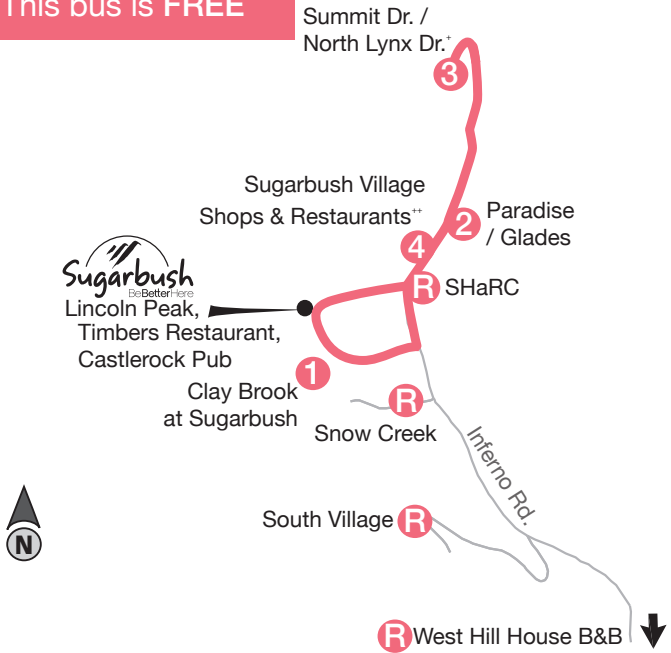 This bus is FREE
Summit Dr. /
North Lynx Dr.+
3
Sugarbush Village
Shops & Restaurants++
2
Paradise
/ Glades
4
Sugarbush
BeBetterHere
R SHaRC
Lincoln Peak,
Timbers Restaurant,
Castlerock Pub
1
Clay Brook
at Sugarbush
R
Snow Creek
Inferno Rd.
South Village R
N
R West Hill House B&B